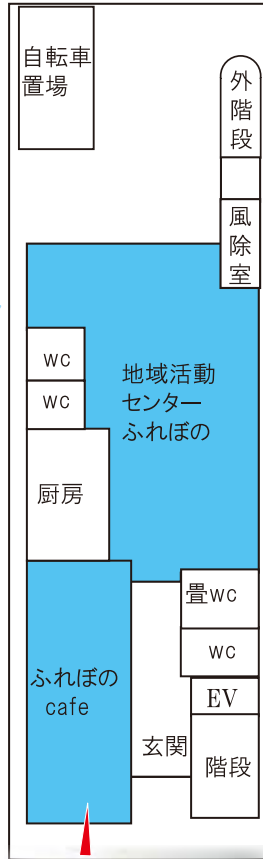 自転車
置場
外階段
風除室
wc
wc
地域活動
センター
ふれぼの
厨房
畳wc
wc
ふれぼの
cafe
EV
玄関
階段